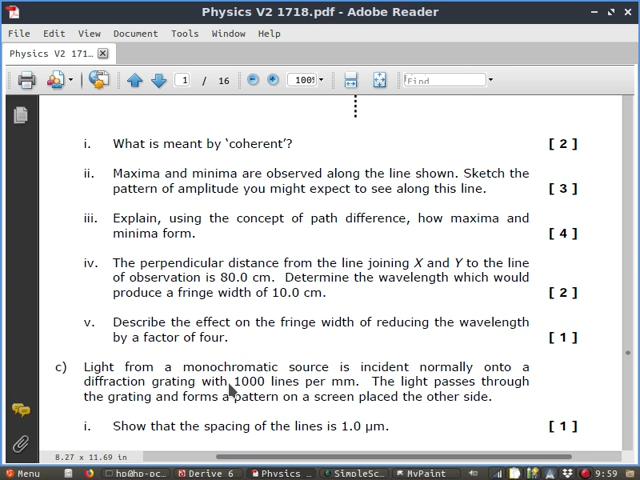 Physics V2 1718.pdf - Adobe Reader
File Edit View Document Tools Window Help
Physics V2 171...
1 / 16 100% Find
i. What is meant by ‘coherent’? [ 2 ]
ii. Maxima and minima are observed along the line shown. Sketch the
pattern of amplitude you might expect to see along this line. [ 3 ]
iii. Explain, using the concept of path difference, how maxima and
minima form. [ 4 ]
iv. The perpendicular distance from the line joining X and Y to the line
of observation is 80.0 cm. Determine the wavelength which would
produce a fringe width of 10.0 cm. [ 2 ]
v. Describe the effect on the fringe width of reducing the wavelength
by a factor of four. [ 1 ]
c) Light from a monochromatic source is incident normally onto a
diffraction grating with 1000 lines per mm. The light passes through
the grating and forms a pattern on a screen placed the other side.
i. Show that the spacing of the lines is 1.0 µm. [ 1 ]
8.27 x 11.69 in
Menu hp@hp-pc... Derive 6 Physics ... SimpleSc... MyPaint 9:59